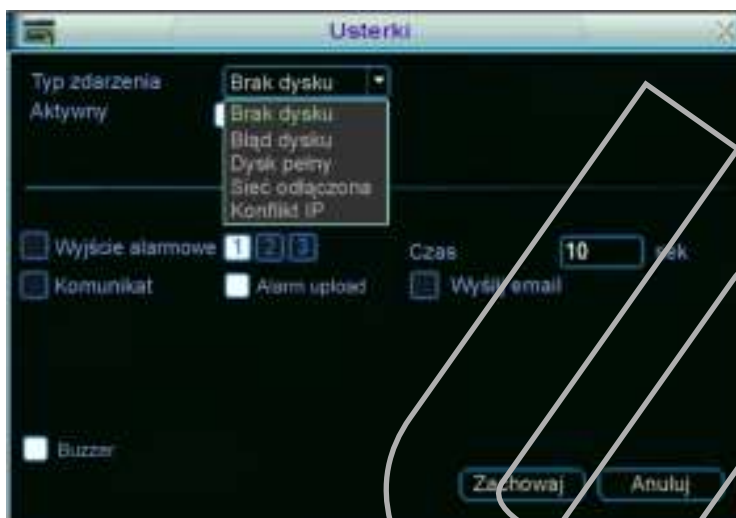 Usterki
Typ zdarzenia Brak dysku
Aktywny
Brak dysku
Błąd dysku
Dysk pełny
Sieć odłączona
Konflikt IP
Wyjście alarmowe 1 2 3 Czas 10 sek
Komunikat Alarm upload Wyślij email
Buzzer
Zachowaj Anuluj